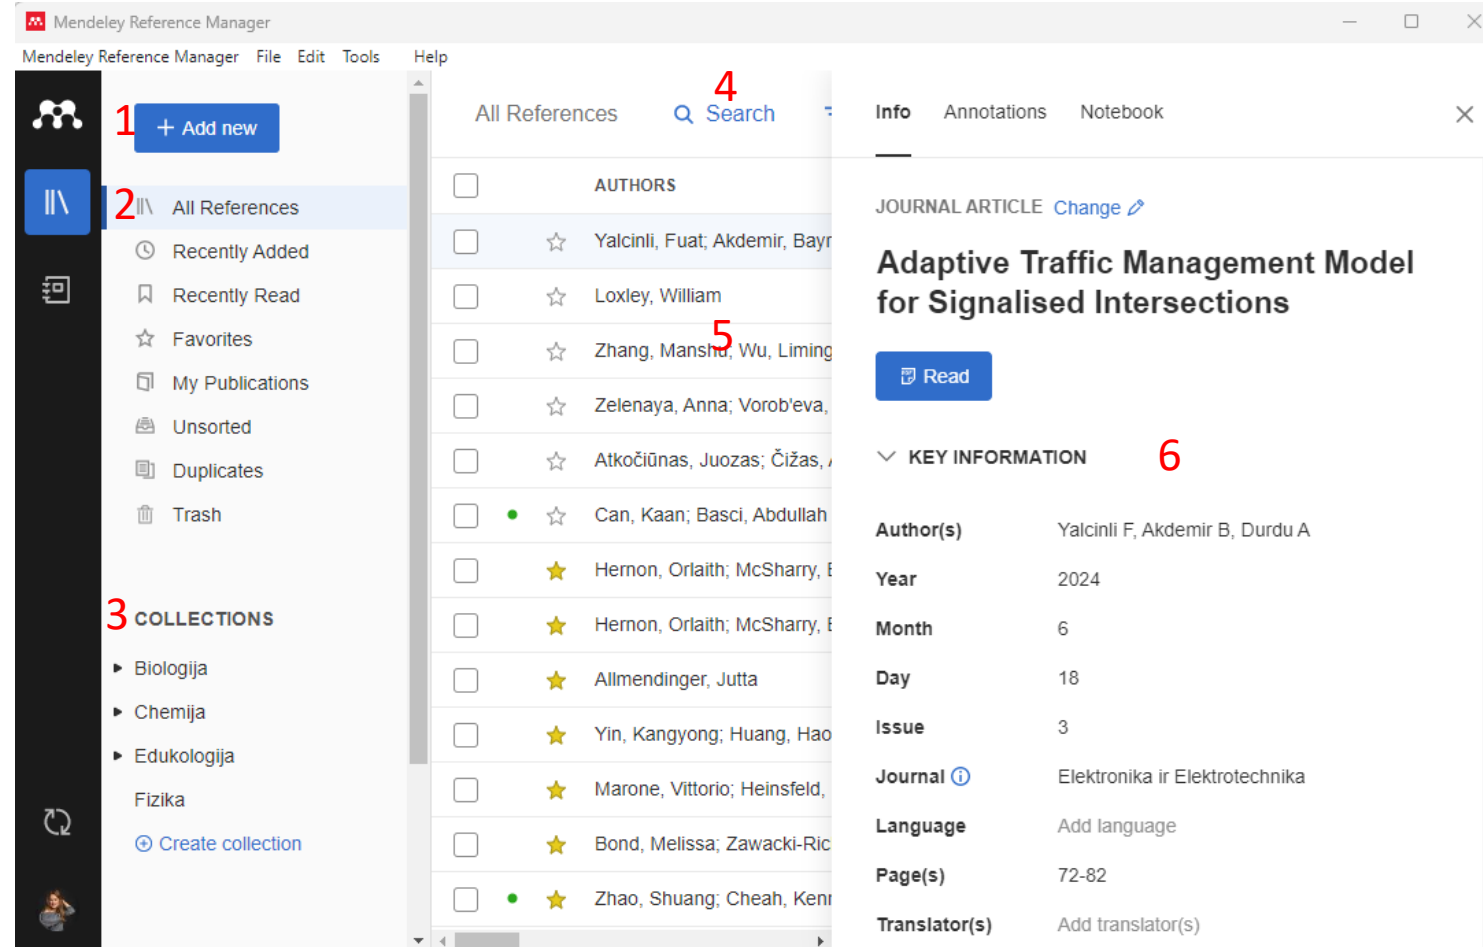 Mendeley Reference Manager
Mendeley Reference Manager File Edit Tools Help
1
+ Add new
2
All References
Recently Added
Recently Read
Favorites
My Publications
Unsorted
Duplicates
Trash
3
COLLECTIONS
Biologija
Chemija
Edukologija
Fizika
Create collection
4
All References Search
AUTHORS
Yalcinli, Fuat; Akdemir, Bayr
Loxley, William
5
Zhang, Manshu; Wu, Liming
Zelenaya, Anna; Vorob'eva,
Atkočiūnas, Juozas; Čižas,
Can, Kaan; Basci, Abdullah
Hernon, Orlaith; McSharry, E
Hernon, Orlaith; McSharry, E
Allmendinger, Jutta
Yin, Kangyong; Huang, Hao
Marone, Vittorio; Heinsfeld,
Bond, Melissa; Zawacki-Ric
Zhao, Shuang; Cheah, Kenn
Info Annotations Notebook
JOURNAL ARTICLE Change
Adaptive Traffic Management Model
for Signalised Intersections
Read
KEY INFORMATION
6
Author(s) Yalcinli F, Akdemir B, Durdu A
Year 2024
Month 6
Day 18
Issue 3
Journal Elektronika ir Elektrotechnika
Language Add language
Page(s) 72-82
Translator(s) Add translator(s)